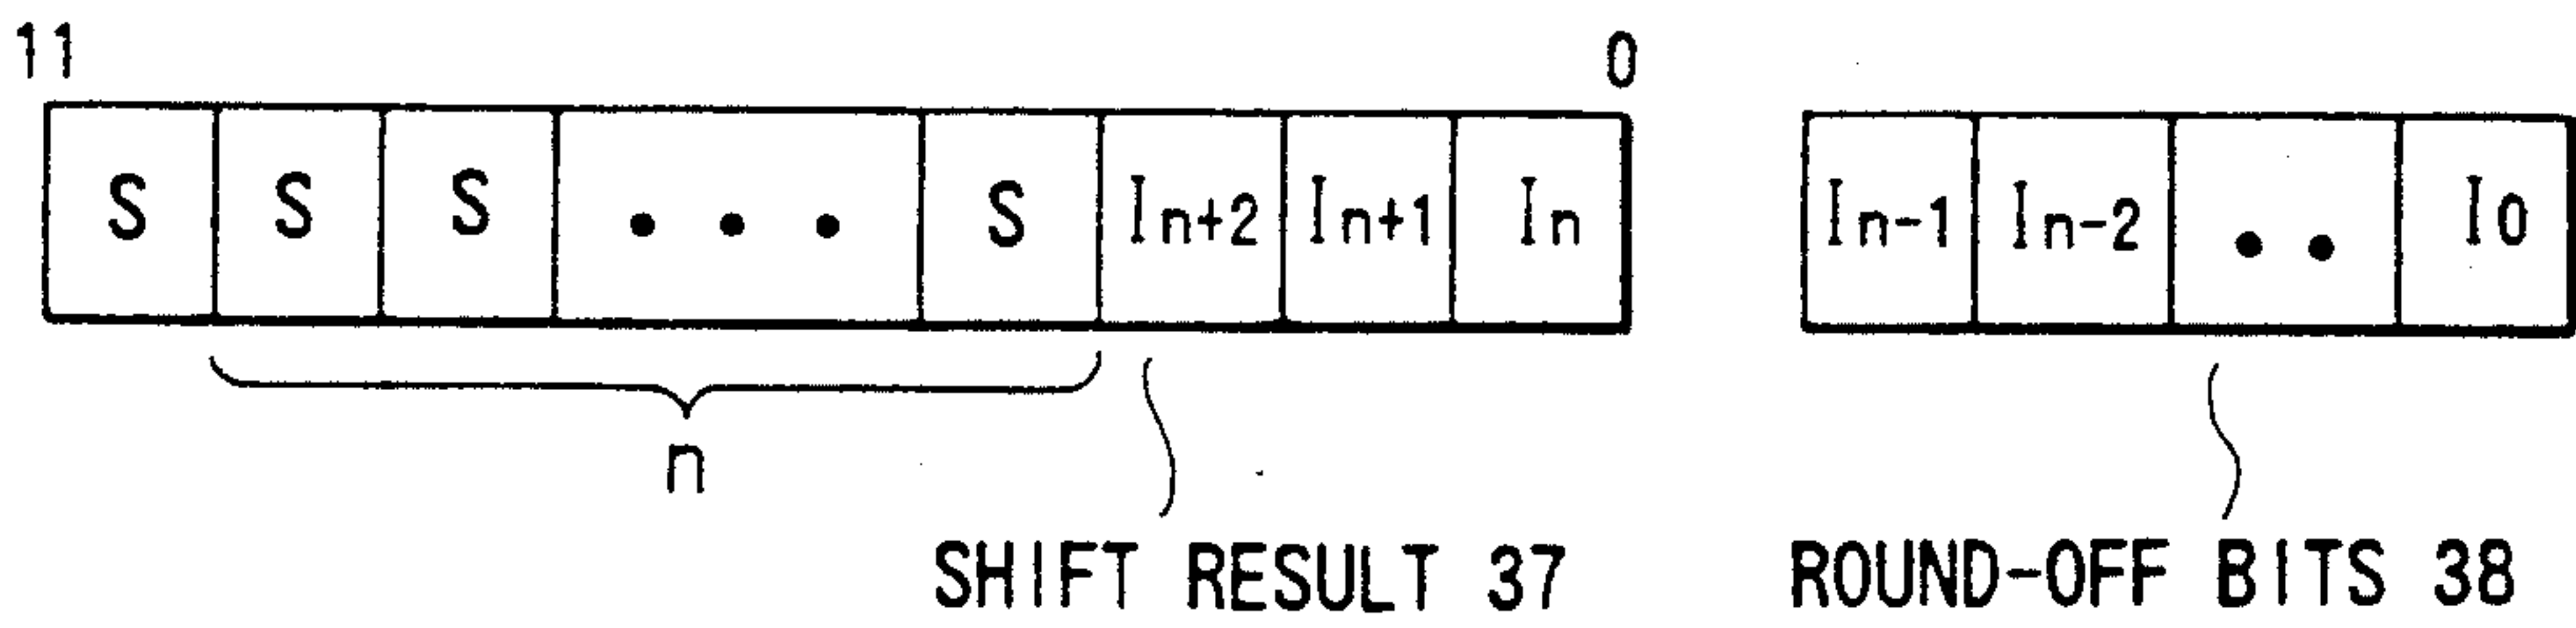 11 0
S S S • • • S In+2 In+1 In In-1 In-2 • • I0
n
SHIFT RESULT 37 ROUND-OFF BITS 38